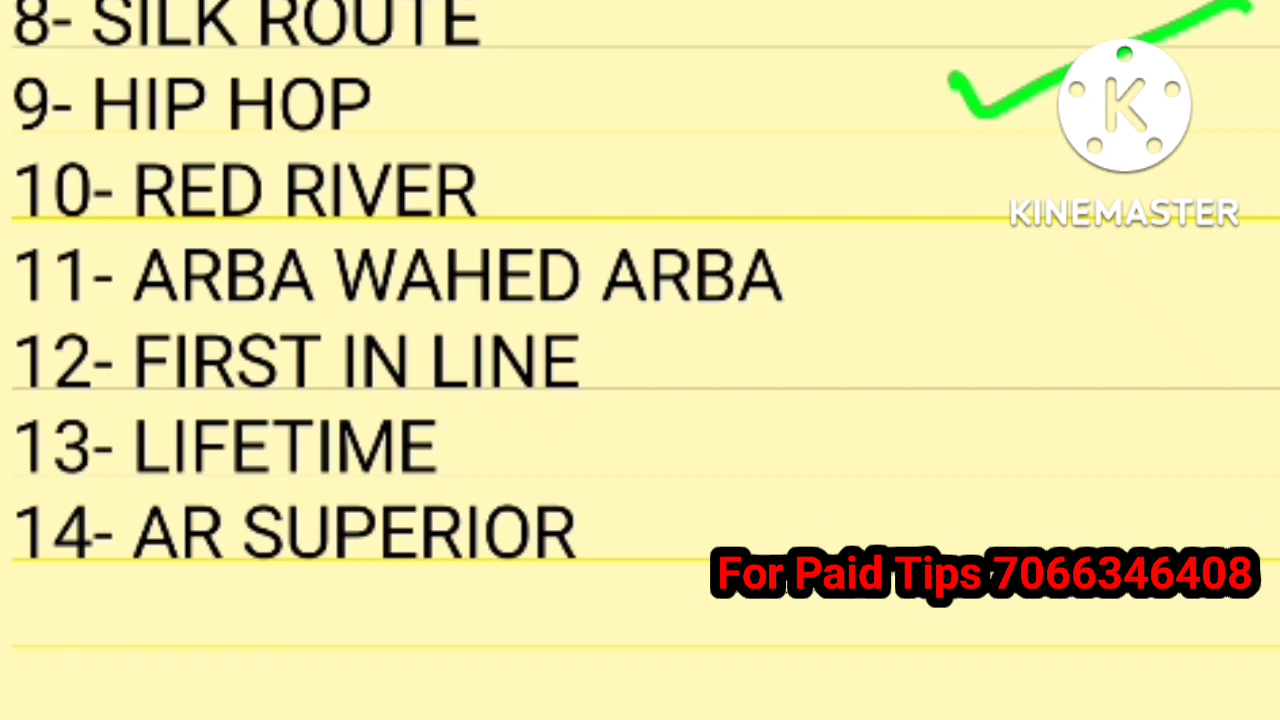 8- SILK ROUTE
9- HIP HOP
10- RED RIVER
11- ARBA WAHED ARBA
12- FIRST IN LINE
13- LIFETIME
14- AR SUPERIOR
K
KINEMASTER
For Paid Tips 7066346408